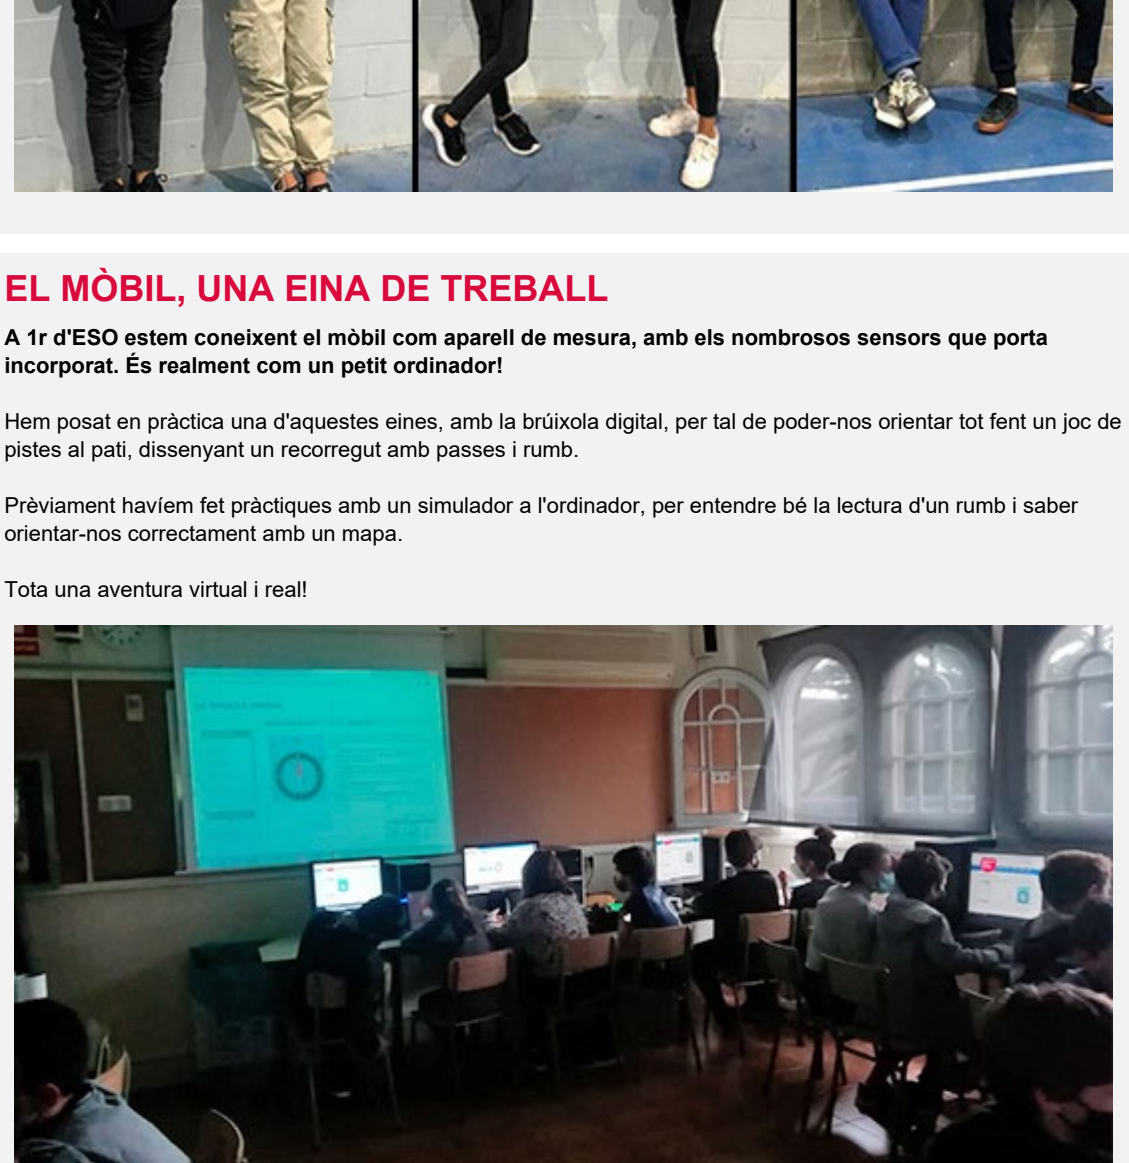 EL MÒBIL, UNA EINA DE TREBALL
A 1r d'ESO estem coneixent el mòbil com aparell de mesura, amb els nombrosos sensors que porta
incorporat. És realment com un petit ordinador!
Hem posat en pràctica una d'aquestes eines, amb la brúixola digital, per tal de poder-nos orientar tot fent un joc de
pistes al pati, dissenyant un recorregut amb passes i rumb.
Prèviament havíem fet pràctiques amb un simulador a l'ordinador, per entendre bé la lectura d'un rumb i saber
orientar-nos correctament amb un mapa.
Tota una aventura virtual i real!